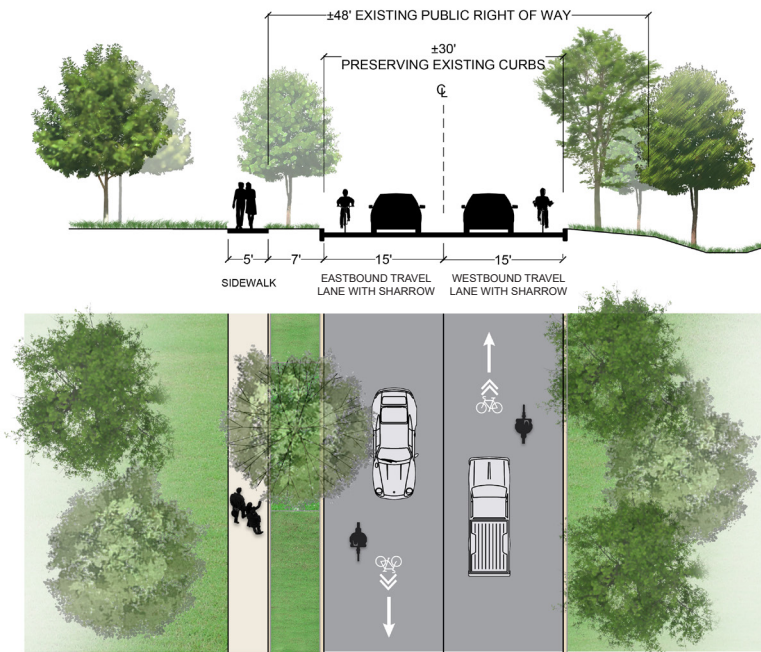 ±48' EXISTING PUBLIC RIGHT OF WAY
±30'
PRESERVING EXISTING CURBS
℄
5'
7'
15'
15'
SIDEWALK
EASTBOUND TRAVEL
LANE WITH SHARROW
WESTBOUND TRAVEL
LANE WITH SHARROW